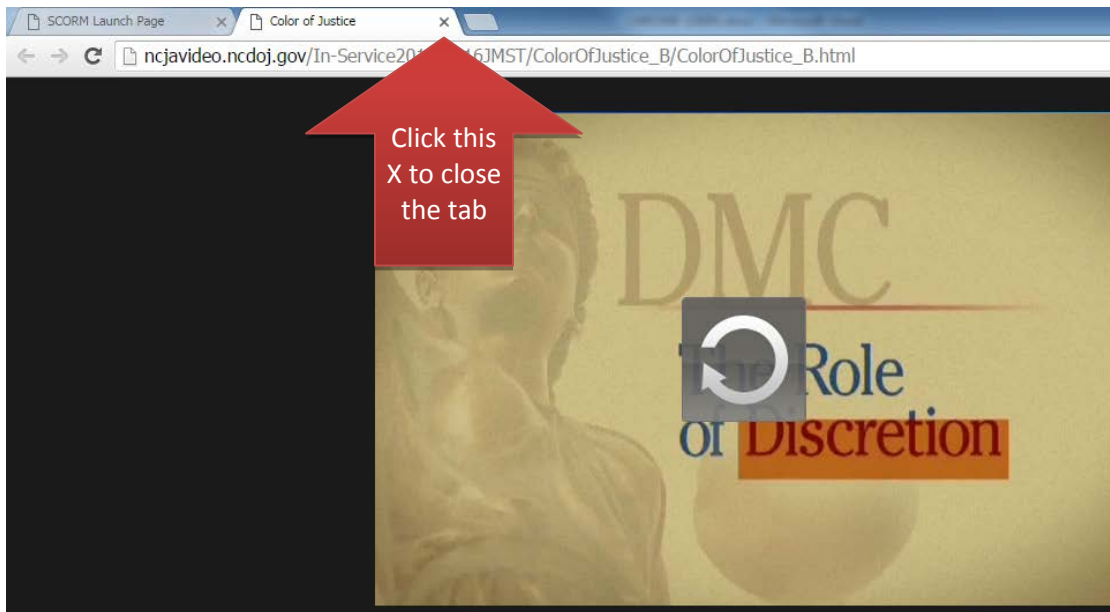 SCORM Launch Page
Color of Justice
ncjavideo.ncdoj.gov/In-Service20 6JMST/ColorOfJustice_B/ColorOfJustice_B.html
Click this
X to close
the tab
DMC
The Role
of Discretion